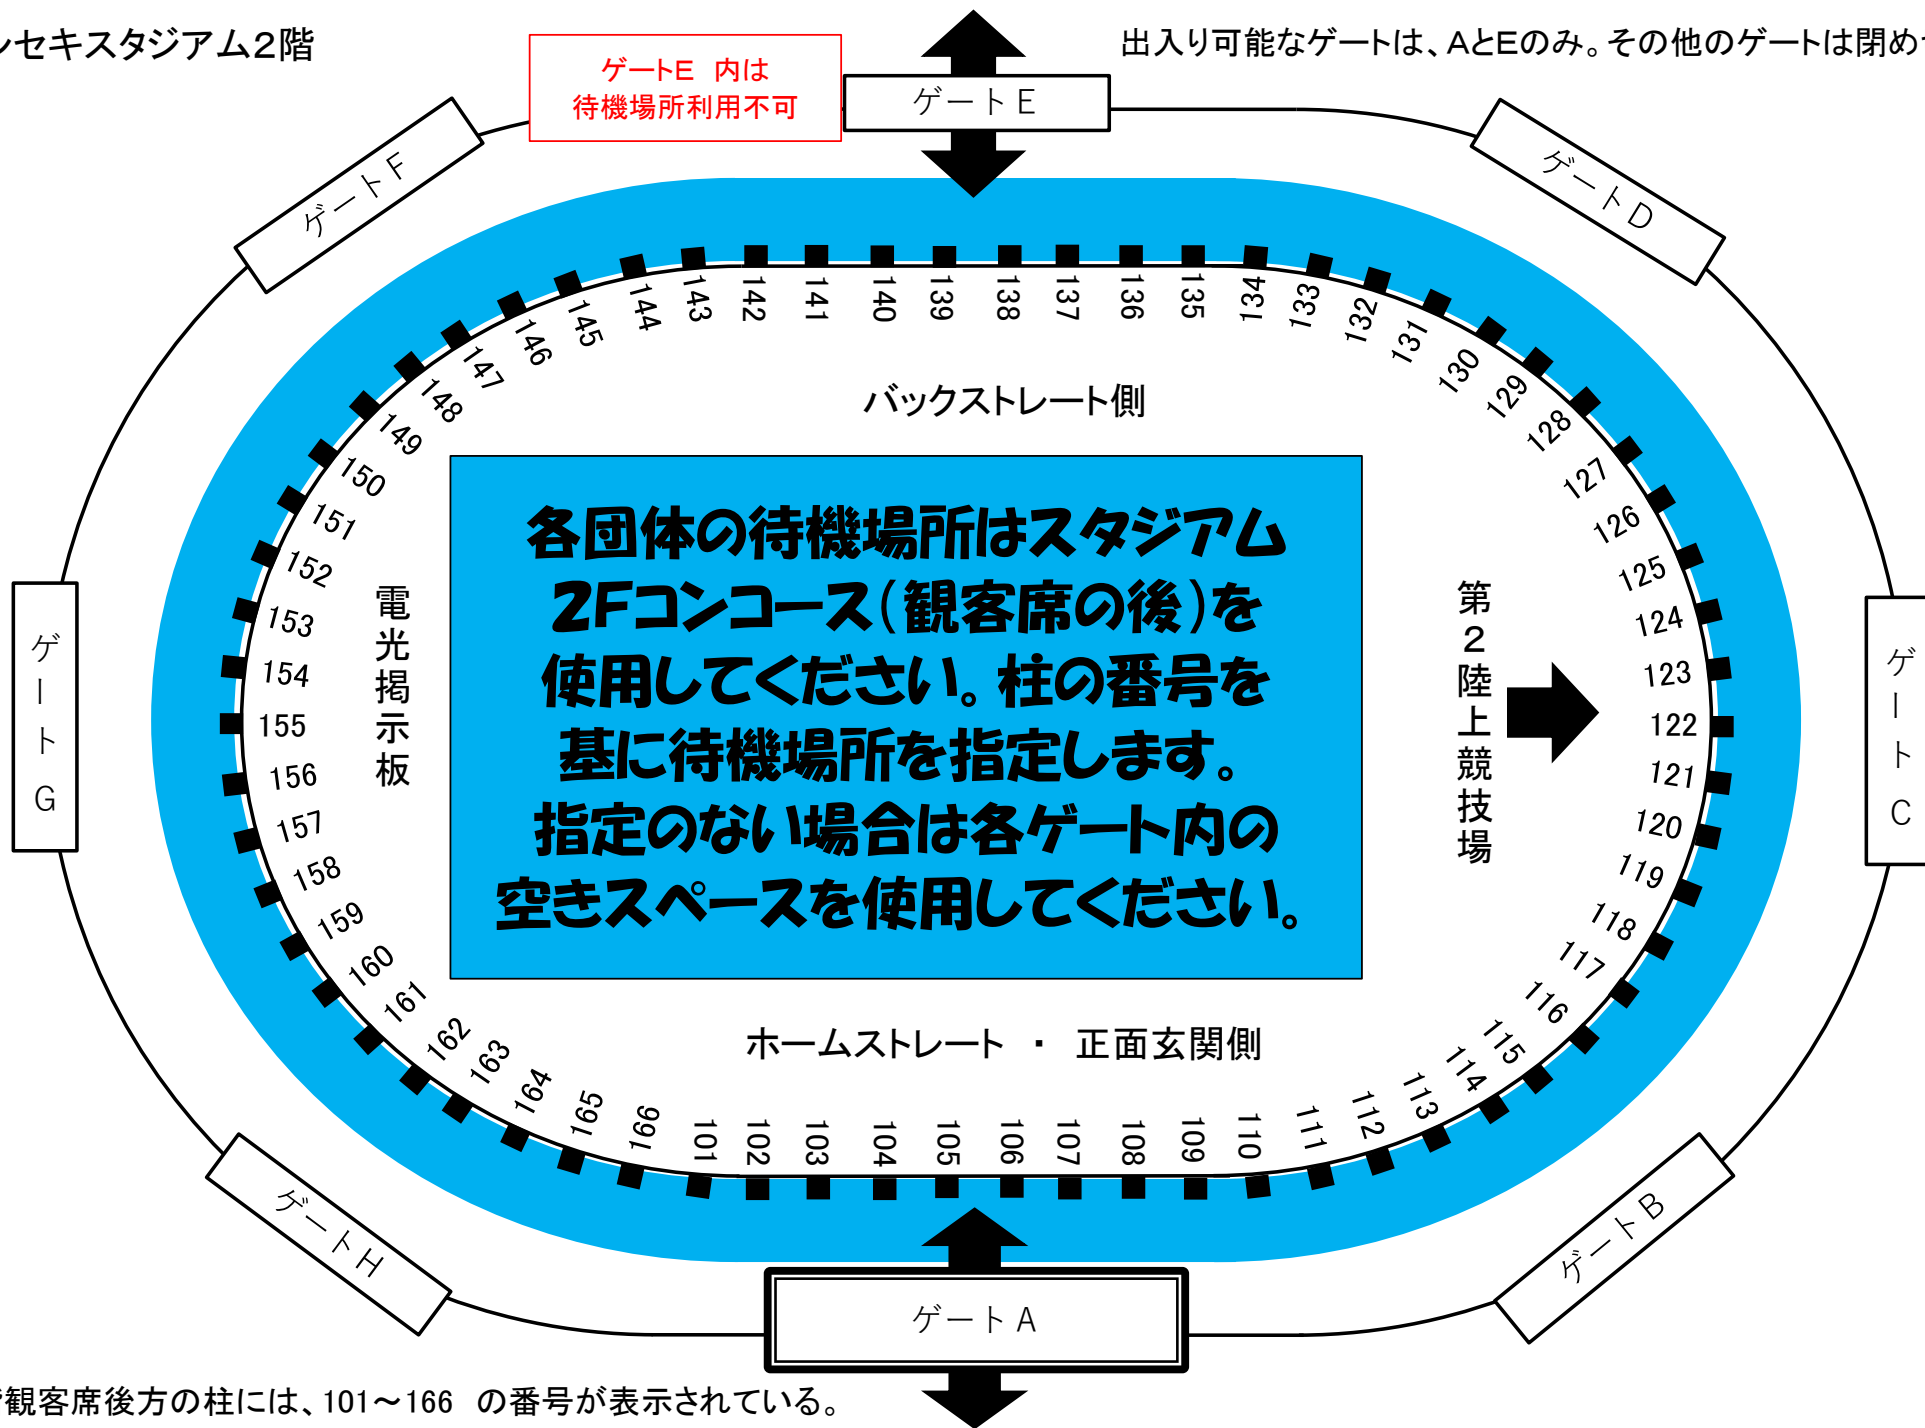 ンセキスタジアム2階
出入り可能なゲートは、AとEのみ。その他のゲートは閉め
ゲートE 内は
待機場所利用不可
ゲートE
ゲートF
ゲートD
143 142 141 140 139 138 137 136 135 134 133
144 132
145 131
146 130
147 129
148 128
149 127
150 126
151 125
152 124
153 123
154 122
155 121
156 120
157 119
158 118
159 117
160 116
161 115
162 114
163 113
164 112
165 111
166 101 102 103 104 105 106 107 108 109 110
バックストレート側
各団体の待機場所はスタジアム
2Fコンコース(観客席の後)を
使用してください。柱の番号を
基に待機場所を指定します。
指定のない場合は各ゲート内の
空きスペースを使用してください。
電光掲示板
第2陸上競技場
ゲートG
ゲートC
ホームストレート ・ 正面玄関側
ゲートH
ゲートB
ゲートA
観客席後方の柱には、101~166 の番号が表示されている。